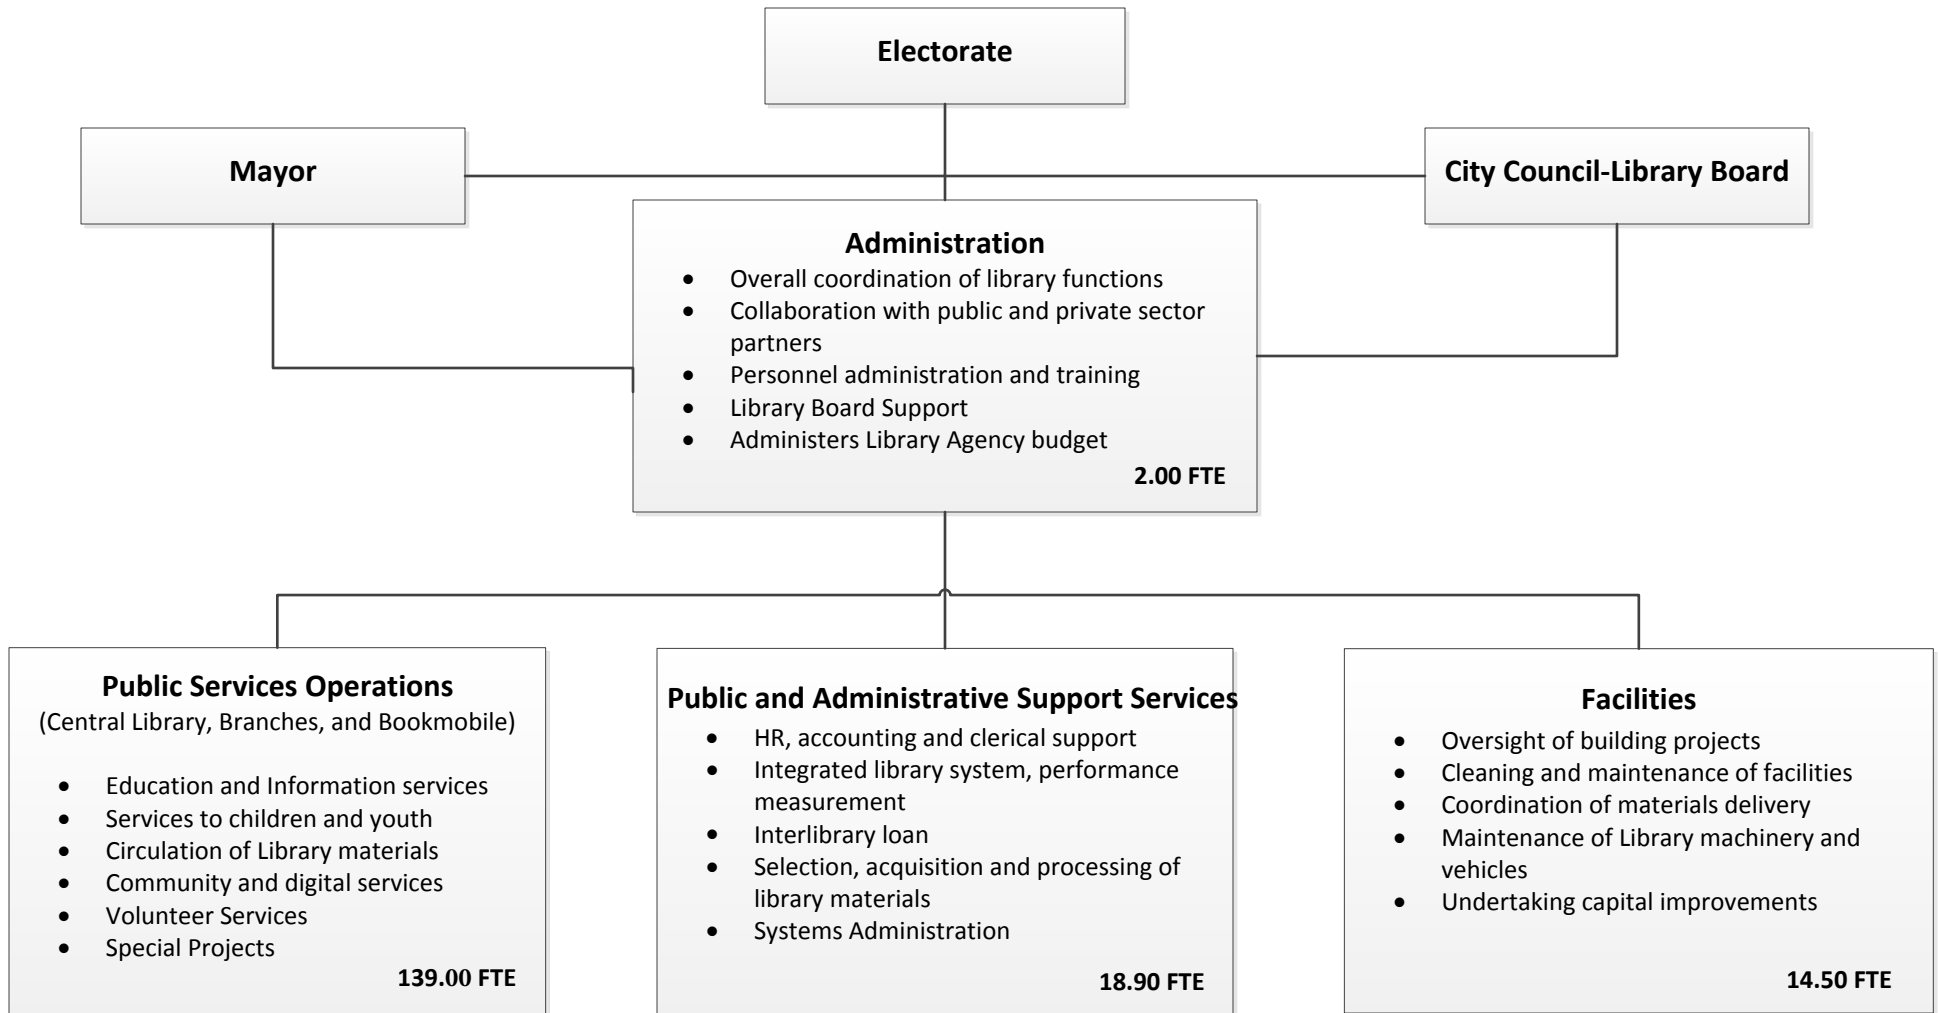 Electorate
Mayor
City Council-Library Board
Administration
• Overall coordination of library functions
• Collaboration with public and private sector
partners
• Personnel administration and training
• Library Board Support
• Administers Library Agency budget
2.00 FTE
Public Services Operations
(Central Library, Branches, and Bookmobile)
• Education and Information services
• Services to children and youth
• Circulation of Library materials
• Community and digital services
• Volunteer Services
• Special Projects
139.00 FTE
Public and Administrative Support Services
• HR, accounting and clerical support
• Integrated library system, performance
measurement
• Interlibrary loan
• Selection, acquisition and processing of
library materials
• Systems Administration
18.90 FTE
Facilities
• Oversight of building projects
• Cleaning and maintenance of facilities
• Coordination of materials delivery
• Maintenance of Library machinery and
vehicles
• Undertaking capital improvements
14.50 FTE